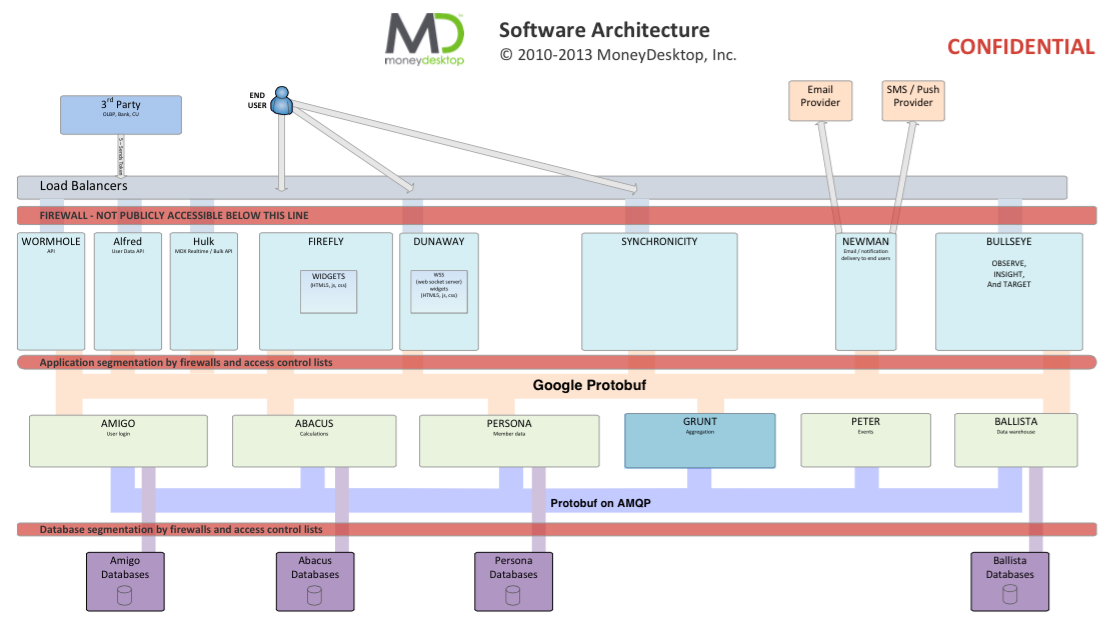 MD
moneydesktop
Software Architecture
© 2010-2013 MoneyDesktop, Inc.
CONFIDENTIAL
3rd Party
OLBP, Bank, CU
END
USER
Email
Provider
SMS / Push
Provider
S – Sends Token
Load Balancers
FIREWALL - NOT PUBLICLY ACCESSIBLE BELOW THIS LINE
WORMHOLE
API
Alfred
User Data API
Hulk
MDX Realtime / Bulk API
FIREFLY
WIDGETS
(HTML5, js, css)
DUNAWAY
WSS
(web socket server)
widgets
(HTML5, js, css)
SYNCHRONICITY
NEWMAN
Email / notification
delivery to end users
BULLSEYE
OBSERVE,
INSIGHT,
And TARGET
Application segmentation by firewalls and access control lists
Google Protobuf
AMIGO
User login
ABACUS
Calculations
PERSONA
Member data
GRUNT
Aggregation
PETER
Events
BALLISTA
Data warehouse
Protobuf on AMQP
Database segmentation by firewalls and access control lists
Amigo
Databases
Abacus
Databases
Persona
Databases
Ballista
Databases